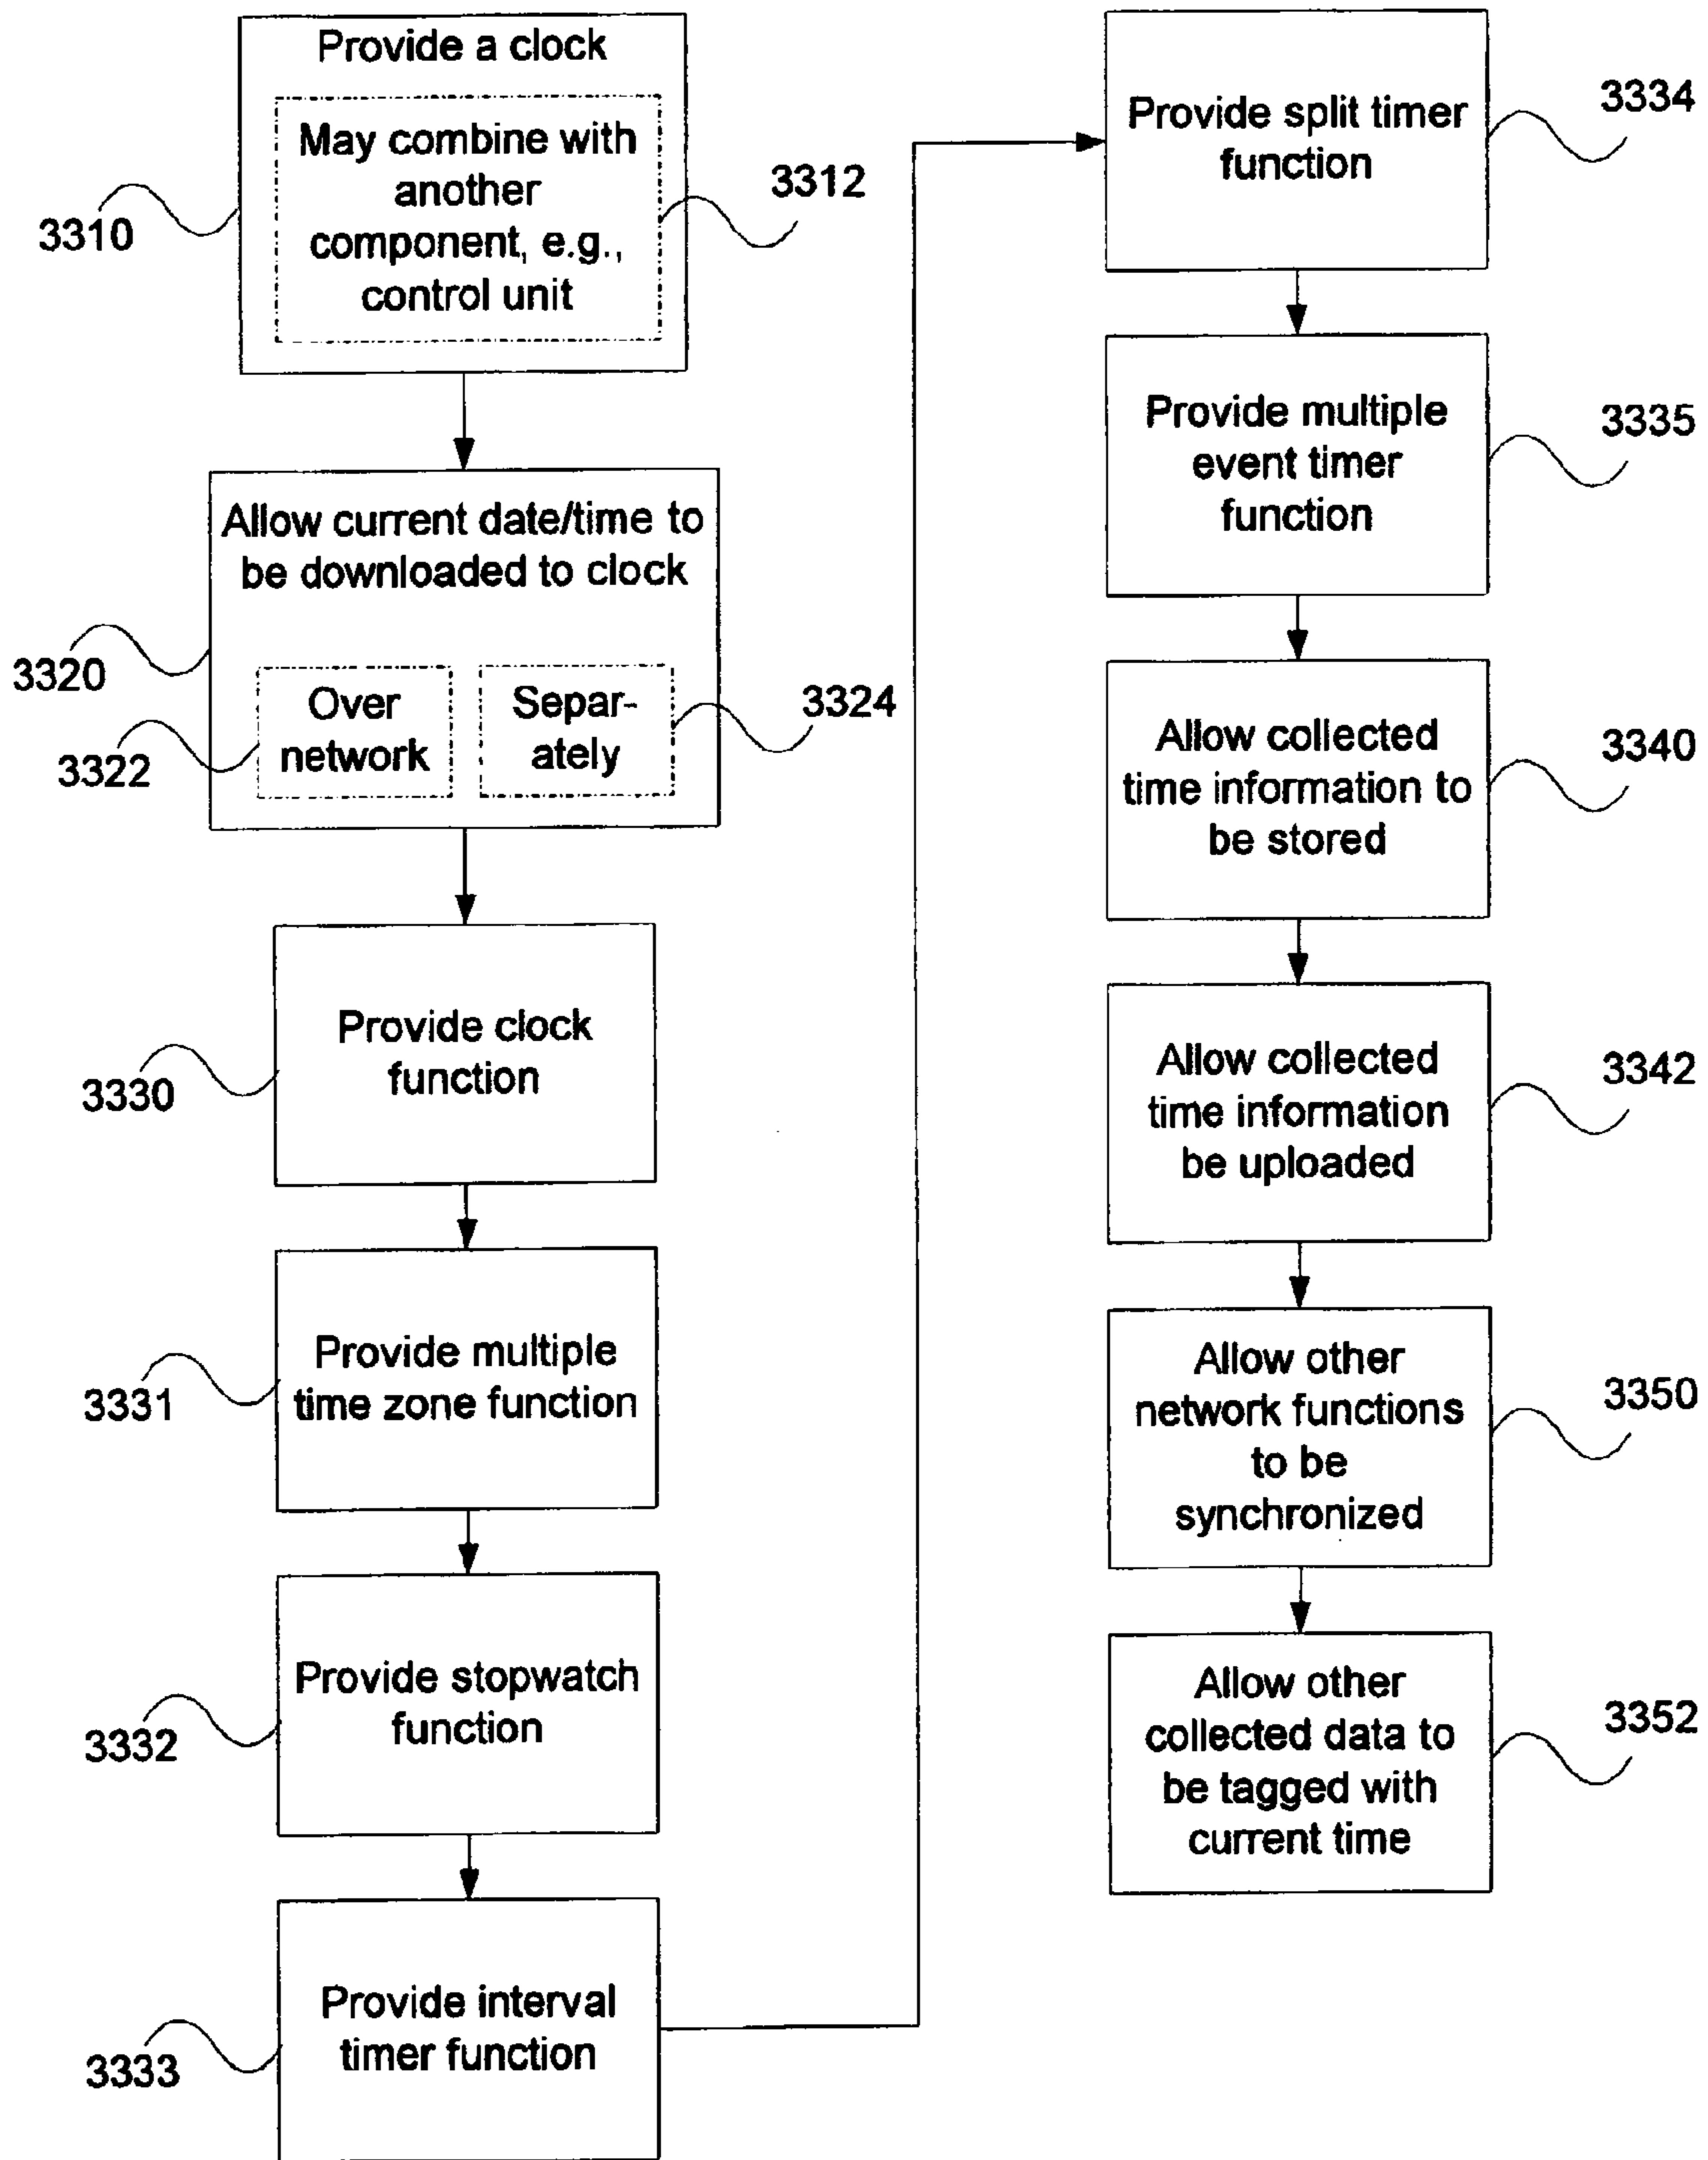 Provide a clock
May combine with
another
component, e.g.,
control unit
3310
3312
Allow current date/time to
be downloaded to clock
3320
Over
network
3322
Separ-
ately
3324
Provide clock
function
3330
Provide multiple
time zone function
3331
Provide stopwatch
function
3332
Provide interval
timer function
3333
Provide split timer
function
3334
Provide multiple
event timer
function
3335
Allow collected
time information to
be stored
3340
Allow collected
time information
be uploaded
3342
Allow other
network functions
to be
synchronized
3350
Allow other
collected data to
be tagged with
current time
3352